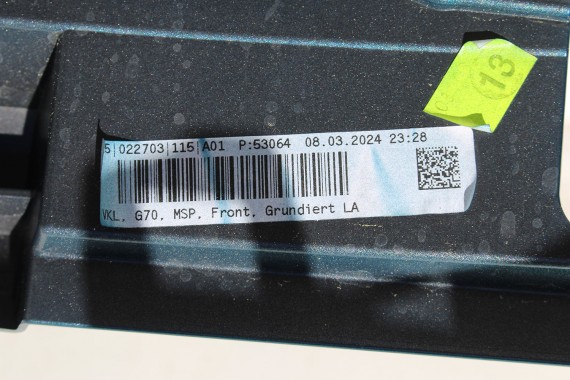 5|022703|115|A01 P:53064 08.03.2024 23:28
VKL. G70. MSP. Front. Grundiert LA
13